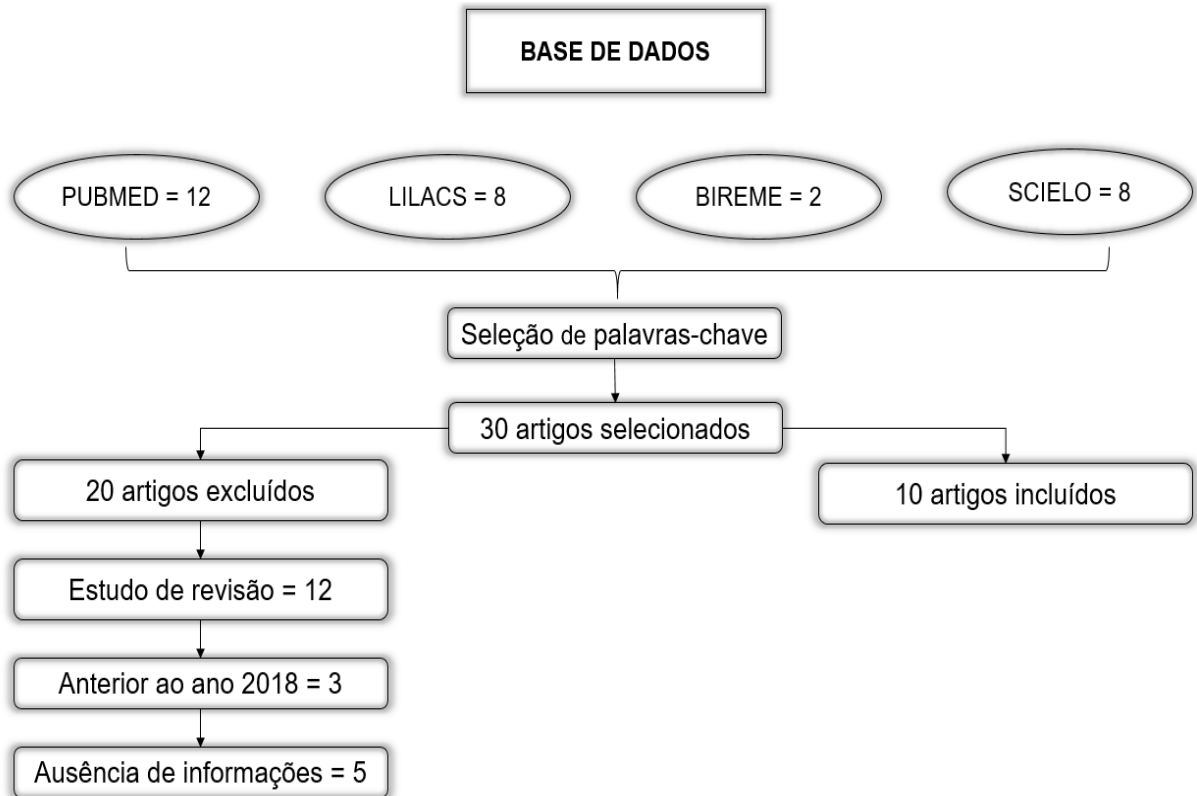 BASE DE DADOS
PUBMED = 12
LILACS = 8
BIREME = 2
SCIELO = 8
Seleção de palavras-chave
30 artigos selecionados
20 artigos excluídos
10 artigos incluídos
Estudo de revisão = 12
Anterior ao ano 2018 = 3
Ausência de informações = 5